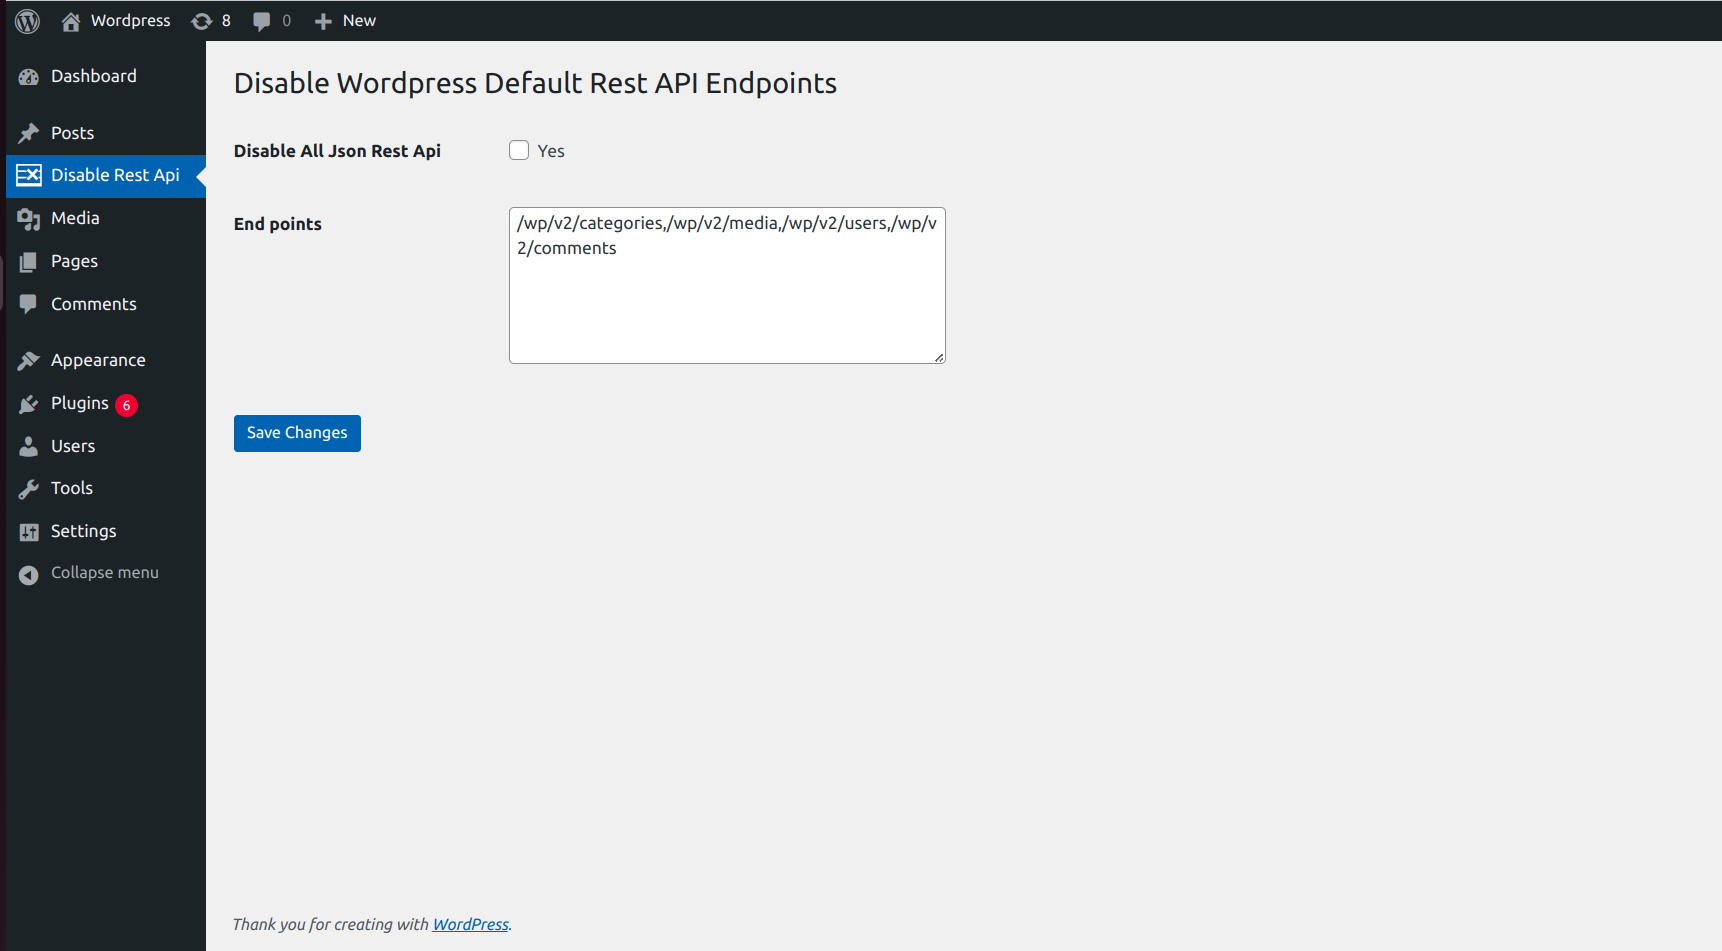 Wordpress 8 0 New
Dashboard
Posts
Disable Rest Api
Media
Pages
Comments
Appearance
Plugins 6
Users
Tools
Settings
Collapse menu
Disable Wordpress Default Rest API Endpoints
Disable All Json Rest Api Yes
End points
/wp/v2/categories,/wp/v2/media,/wp/v2/users,/wp/v
2/comments
Save Changes
Thank you for creating with WordPress.